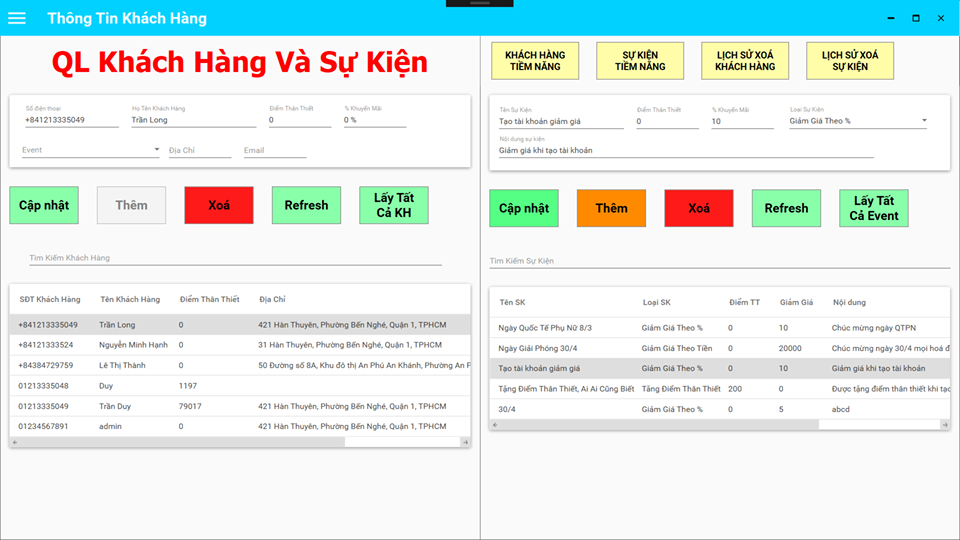 Thông Tin Khách Hàng
QL Khách Hàng Và Sự Kiện
Số điện thoại Họ Tên Khách Hàng Điểm Thân Thiết % Khuyến Mãi
+841213335049 Trần Long 0 0 %
Event Địa Chỉ Email
Cập nhật Thêm Xoá Refresh Lấy Tất
Cả KH
Tìm Kiếm Khách Hàng
SĐT Khách Hàng Tên Khách Hàng Điểm Thân Thiết Địa Chỉ
+841213335049 Trần Long 0 421 Hàn Thuyên, Phường Bến Nghé, Quận 1, TPHCM
+84121333524 Nguyễn Minh Hạnh 0 31 Hàn Thuyên, Phường Bến Nghé, Quận 1, TPHCM
+84384729759 Lê Thị Thành 0 50 Đường số 8A, Khu đô thị An Phú An Khánh, Phường An P
01213335048 Duy 1197
01213335049 Trần Duy 79017 421 Hàn Thuyên, Phường Bến Nghé, Quận 1, TPHCM
01234567891 admin 0 421 Hàn Thuyên, Phường Bến Nghé, Quận 1, TPHCM
KHÁCH HÀNG
TIỀM NĂNG
SỰ KIỆN
TIỀM NĂNG
LỊCH SỬ XOÁ
KHÁCH HÀNG
LỊCH SỬ XOÁ
SỰ KIỆN
Tên Sự Kiện Điểm Thân Thiết % Khuyến Mãi Loại Sự Kiện
Tạo tài khoản giảm giá 0 10 Giảm Giá Theo %
Nội dung sự kiện
Giảm giá khi tạo tài khoản
Cập nhật Thêm Xoá Refresh Lấy Tất
Cả Event
Tìm Kiếm Sự Kiện
Tên SK Loại SK Điểm TT Giảm Giá Nội dung
Ngày Quốc Tế Phụ Nữ 8/3 Giảm Giá Theo % 0 10 Chúc mừng ngày QTPN
Ngày Giải Phóng 30/4 Giảm Giá Theo Tiền 0 20000 Chúc mừng ngày 30/4 mọi hoá đ
Tạo tài khoản giảm giá Giảm Giá Theo % 0 10 Giảm giá khi tạo tài khoản
Tặng Điểm Thân Thiết, Ai Ai Cũng Biết Tặng Điểm Thân Thiết 200 0 Được tặng điểm thân thiết khi tạo
30/4 Giảm Giá Theo % 0 5 abcd